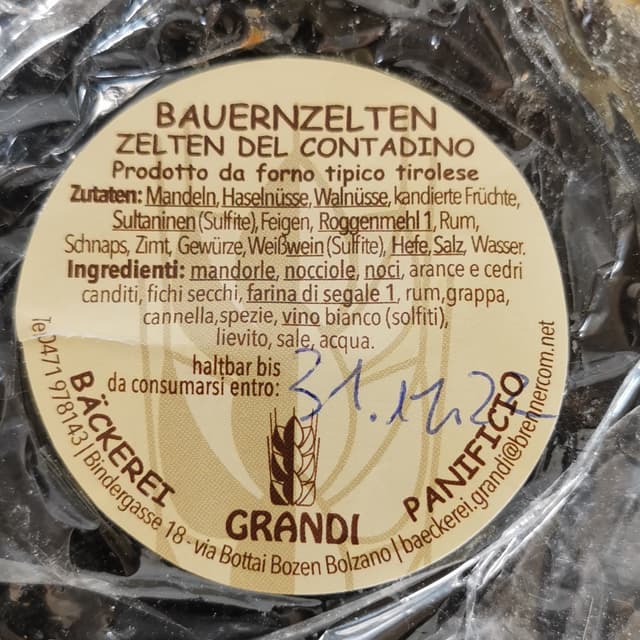 BAUERNZELTEN
ZELTEN DEL CONTADINO
Prodotto da forno tipico tirolese
Zutaten: Mandeln, Haselnüsse, Walnüsse, kandierte Früchte,
Sultaninen (Sulfite), Feigen, Roggenmehl 1, Rum,
Schnaps, Zimt, Gewürze, Weißwein (Sulfite), Hefe, Salz, Wasser.
Ingredienti: mandorle, nocciole, noci, arance e cedri
canditi, fichi secchi, farina di segale 1, rum, grappa,
cannella, spezie, vino bianco (solfiti),
lievito, sale, acqua.
haltbar bis
da consumarsi entro:
BÄCKEREI
GRANDI
PANIFICIO
Tel 0471 978143 | Bindergasse 18 - via Bottai Bozen Bolzano | baeckerei.grandi@brennercom.net